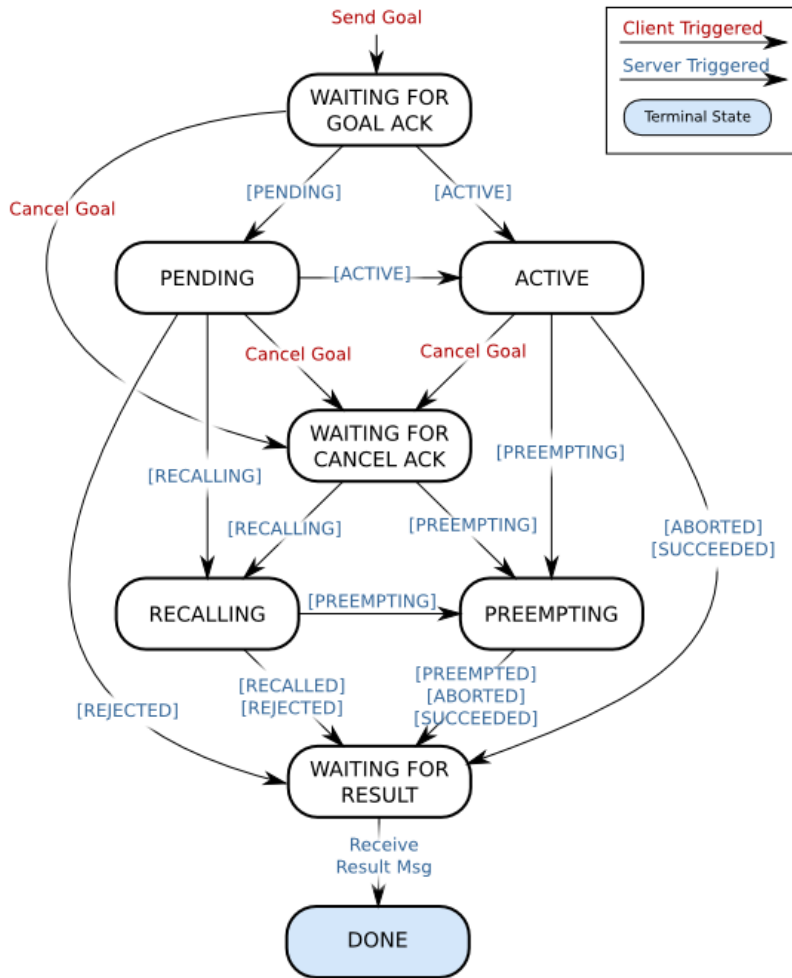 Send Goal
Client Triggered
Server Triggered
Terminal State
WAITING FOR
GOAL ACK
[PENDING]
[ACTIVE]
Cancel Goal
PENDING
[ACTIVE]
ACTIVE
Cancel Goal
Cancel Goal
WAITING FOR
CANCEL ACK
[PREEMPTING]
[RECALLING]
[RECALLING]
[PREEMPTING]
[ABORTED]
[SUCCEEDED]
RECALLING
[PREEMPTING]
PREEMPTING
[RECALLED]
[REJECTED]
[PREEMPTED]
[ABORTED]
[SUCCEEDED]
[REJECTED]
WAITING FOR
RESULT
Receive
Result Msg
DONE